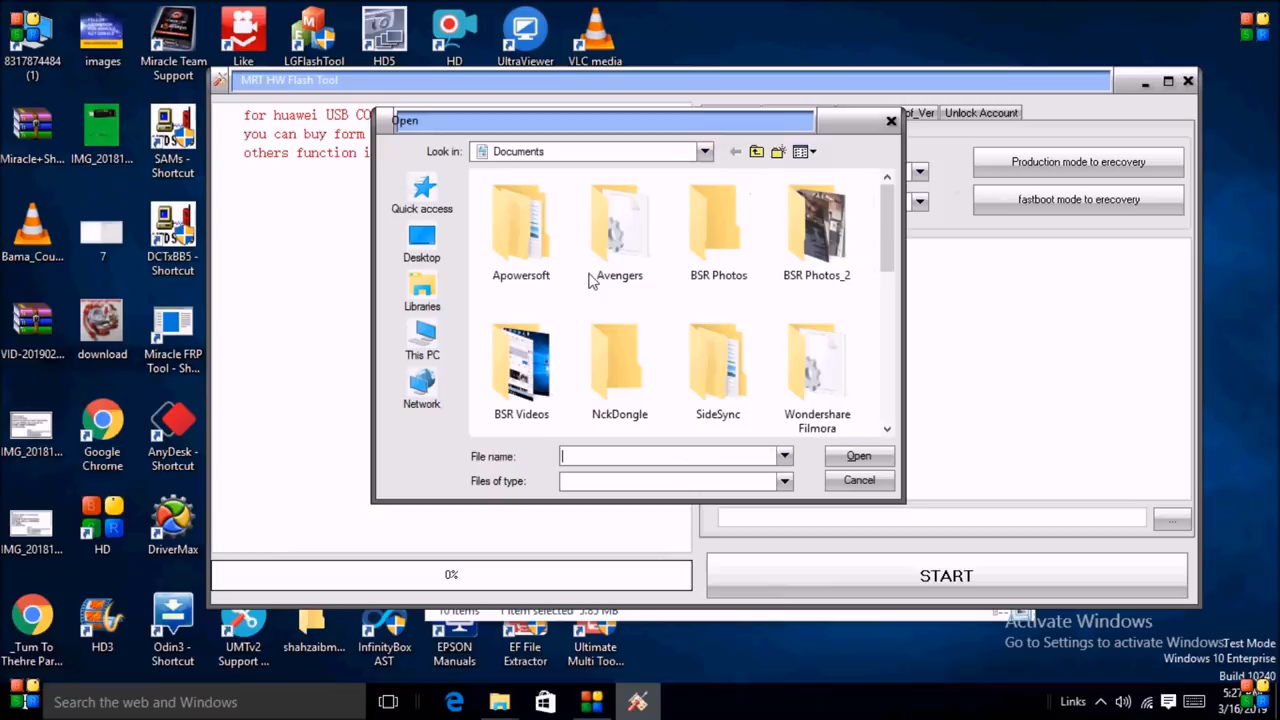 8317874484
(1)
images
Miracle Team
Support
Like
LGFlashTool
HD5
HD
UltraViewer
VLC media
MRT HW Flash Tool
for huawei USB CO
you can buy form
others function i
of_Ver
Unlock Account
Production mode to erecovery
fastboot mode to erecovery
Open
Look in:
Documents
Quick access
Desktop
Libraries
This PC
Network
Apowersoft
Avengers
BSR Photos
BSR Photos_2
BSR Videos
NckDongle
SideSync
Wondershare
Filmora
File name:
Open
Files of type:
Cancel
...
0%
START
10 items
1 item selected
5.85 MB
Miracle+Sh...
IMG_20181...
SAMs -
Shortcut
Bama_Cou...
7
DCTxBB5 -
Shortcut
VID-201902...
download
Miracle FRP
Tool - Sh...
IMG_20181...
Google
Chrome
AnyDesk -
Shortcut
IMG_20181...
HD
DriverMax
_Tum To
Thehre Par...
HD3
Odin3 -
Shortcut
UMTv2
Support ...
shahzaibm...
InfinityBox
AST
EPSON
Manuals
EF File
Extractor
Ultimate
Multi Too...
Activate Windows
Go to Settings to activate Windows.
Test Mode
Windows 10 Enterprise
Build 10240
Search the web and Windows
Links
3/16/2019